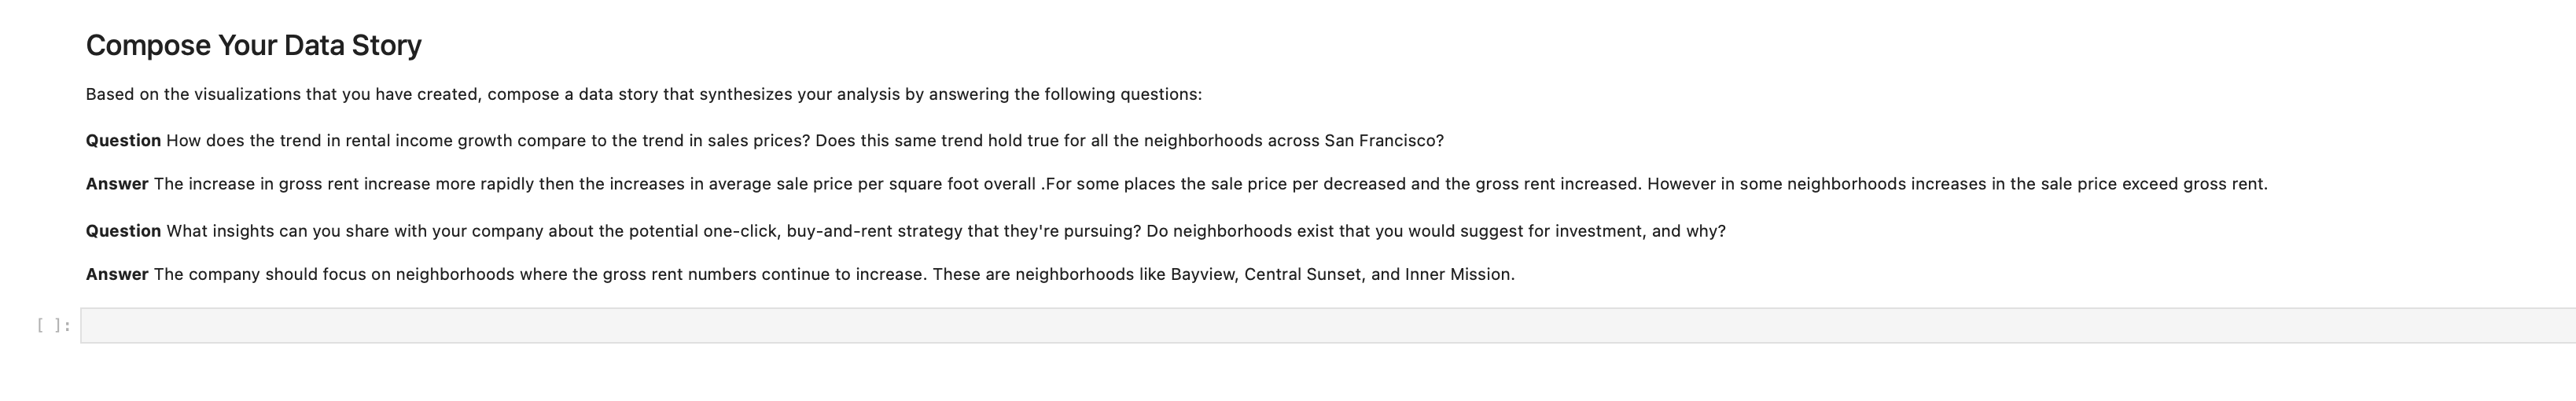 Compose Your Data Story
Based on the visualizations that you have created, compose a data story that synthesizes your analysis by answering the following questions:
Question How does the trend in rental income growth compare to the trend in sales prices? Does this same trend hold true for all the neighborhoods across San Francisco?
Answer The increase in gross rent increase more rapidly then the increases in average sale price per square foot overall .For some places the sale price per decreased and the gross rent increased. However in some neighborhoods increases in the sale price exceed gross rent.
Question What insights can you share with your company about the potential one-click, buy-and-rent strategy that they're pursuing? Do neighborhoods exist that you would suggest for investment, and why?
Answer The company should focus on neighborhoods where the gross rent numbers continue to increase. These are neighborhoods like Bayview, Central Sunset, and Inner Mission.
[ ]: